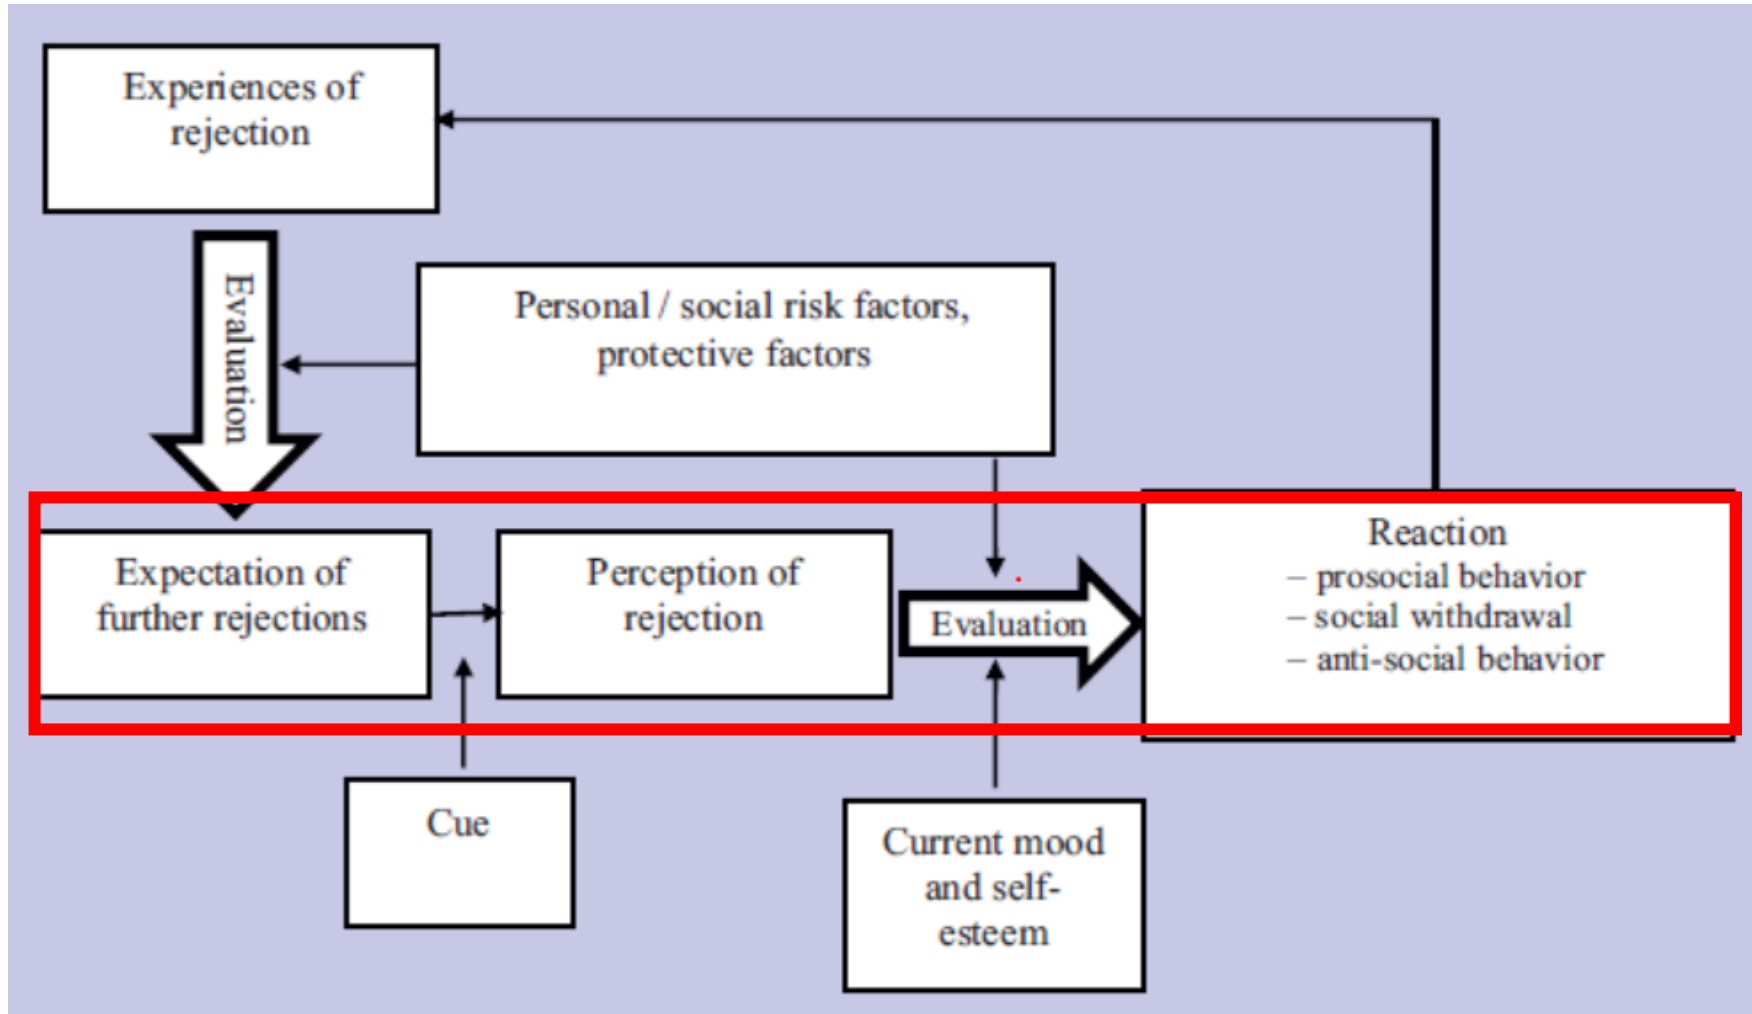 Experiences of
rejection
Evaluation
Personal / social risk factors,
protective factors
Expectation of
further rejections
Perception of
rejection
Evaluation
Reaction
– prosocial behavior
– social withdrawal
– anti-social behavior
Cue
Current mood
and self-
esteem